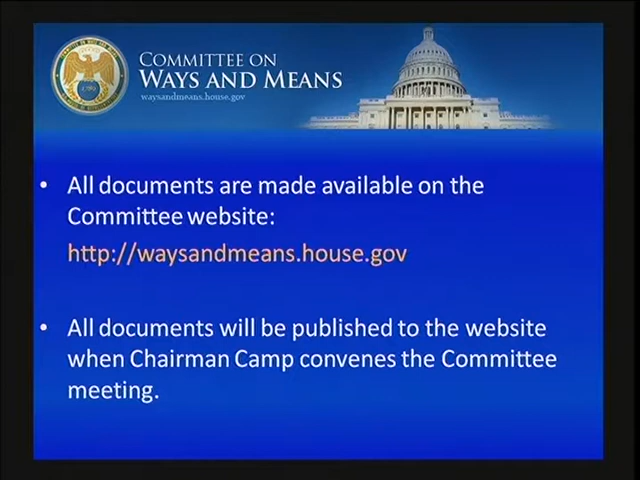 COMMITTEE ON
WAYS AND MEANS
waysandmeans.house.gov
• All documents are made available on the
Committee website:
http://waysandmeans.house.gov
• All documents will be published to the website
when Chairman Camp convenes the Committee
meeting.